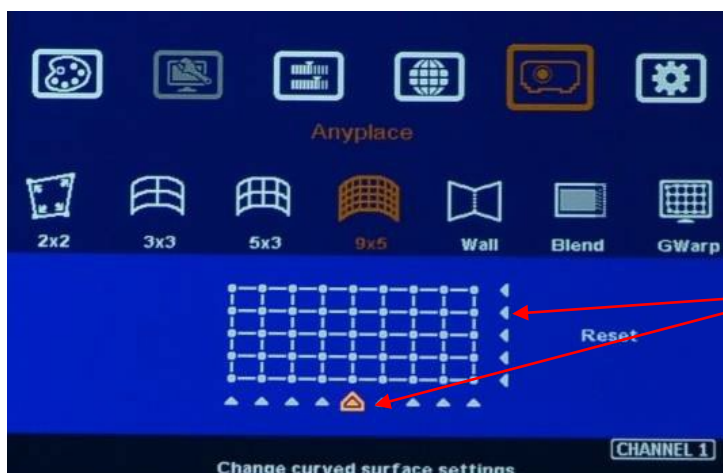 Anyplace
2x2 3x3 5x3 9x5 Wall Blend GWarp
Reset
CHANNEL 1
Change curved surface settings